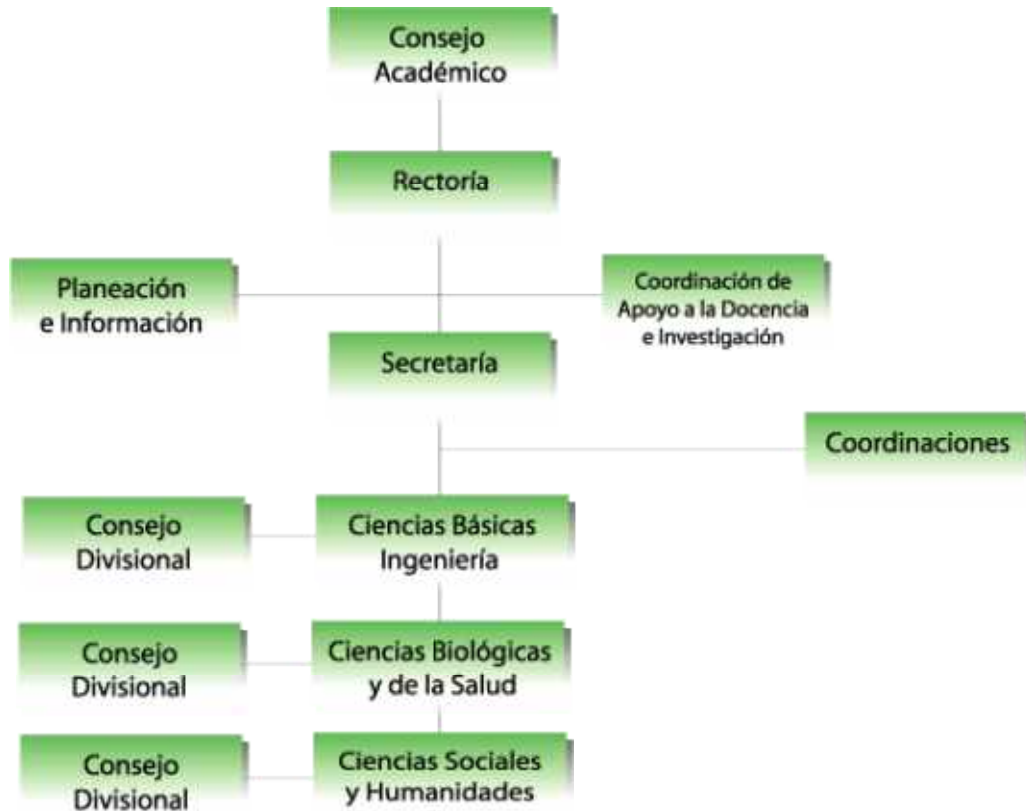 Consejo
Académico
Rectoría
Planeación
e Información
Coordinación de
Apoyo a la Docencia
e Investigación
Secretaría
Coordinaciones
Consejo
Divisional
Ciencias Básicas
Ingeniería
Consejo
Divisional
Ciencias Biológicas
y de la Salud
Consejo
Divisional
Ciencias Sociales
y Humanidades